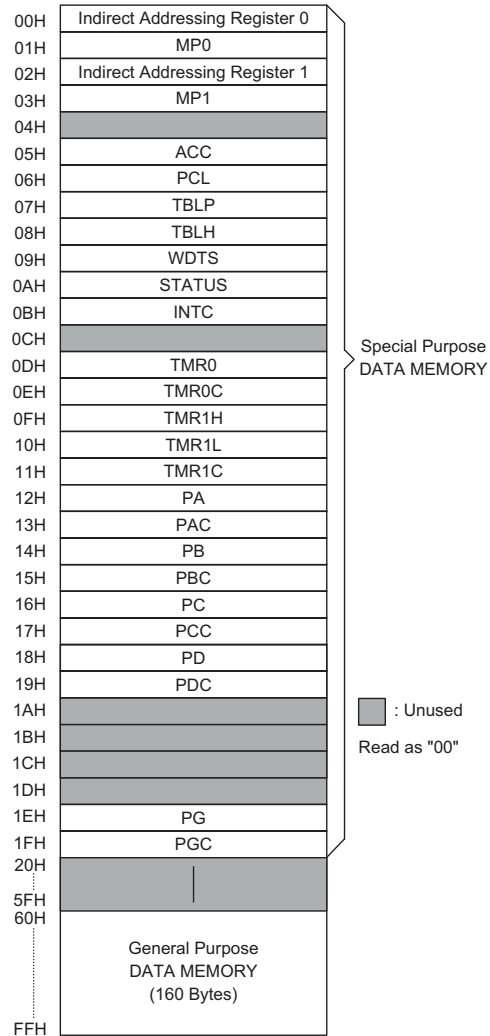 00H Indirect Addressing Register 0
01H MP0
02H Indirect Addressing Register 1
03H MP1
04H
05H ACC
06H PCL
07H TBLP
08H TBLH
09H WDTS
0AH STATUS
0BH INTC
0CH
0DH TMR0
0EH TMR0C
0FH TMR1H
10H TMR1L
11H TMR1C
12H PA
13H PAC
14H PB
15H PBC
16H PC
17H PCC
18H PD
19H PDC
1AH
1BH
1CH
1DH
1EH PG
1FH PGC
20H
5FH
60H
General Purpose
DATA MEMORY
(160 Bytes)
FFH
Special Purpose
DATA MEMORY
: Unused
Read as "00"